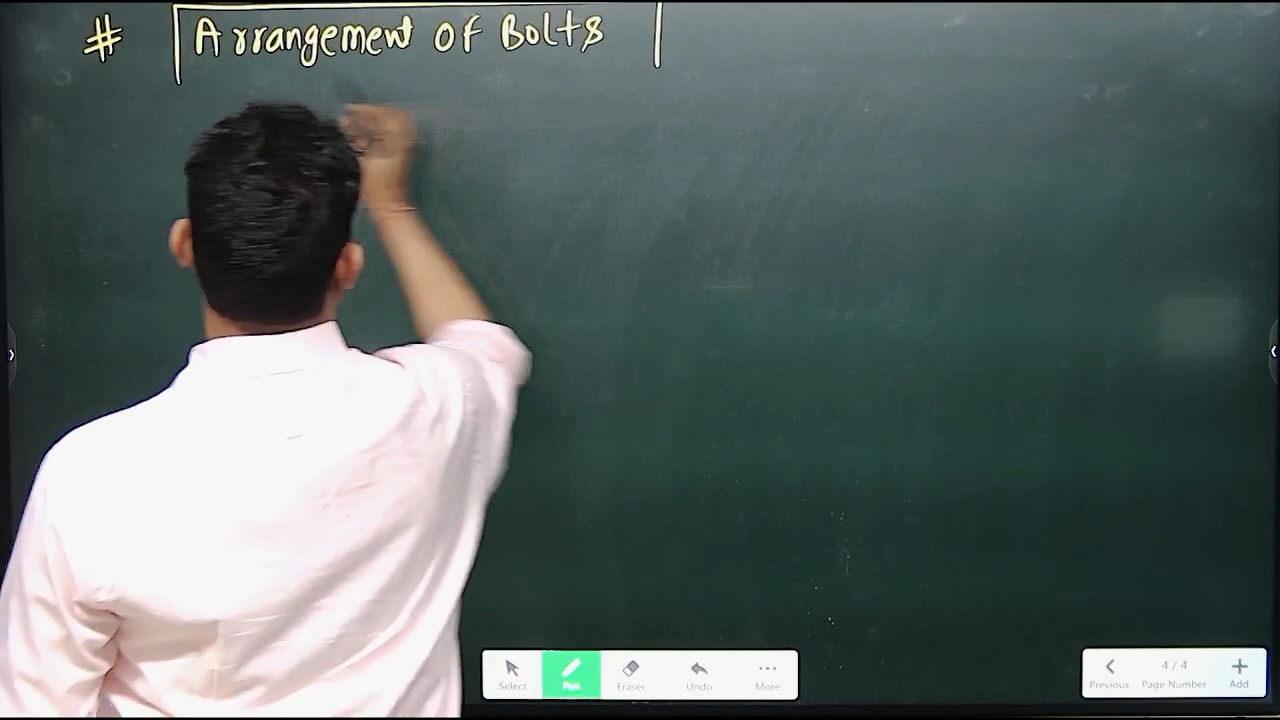 # Arrangement of Bolts
Select Pen Eraser Undo More
4 / 4
Previous Page Number Add